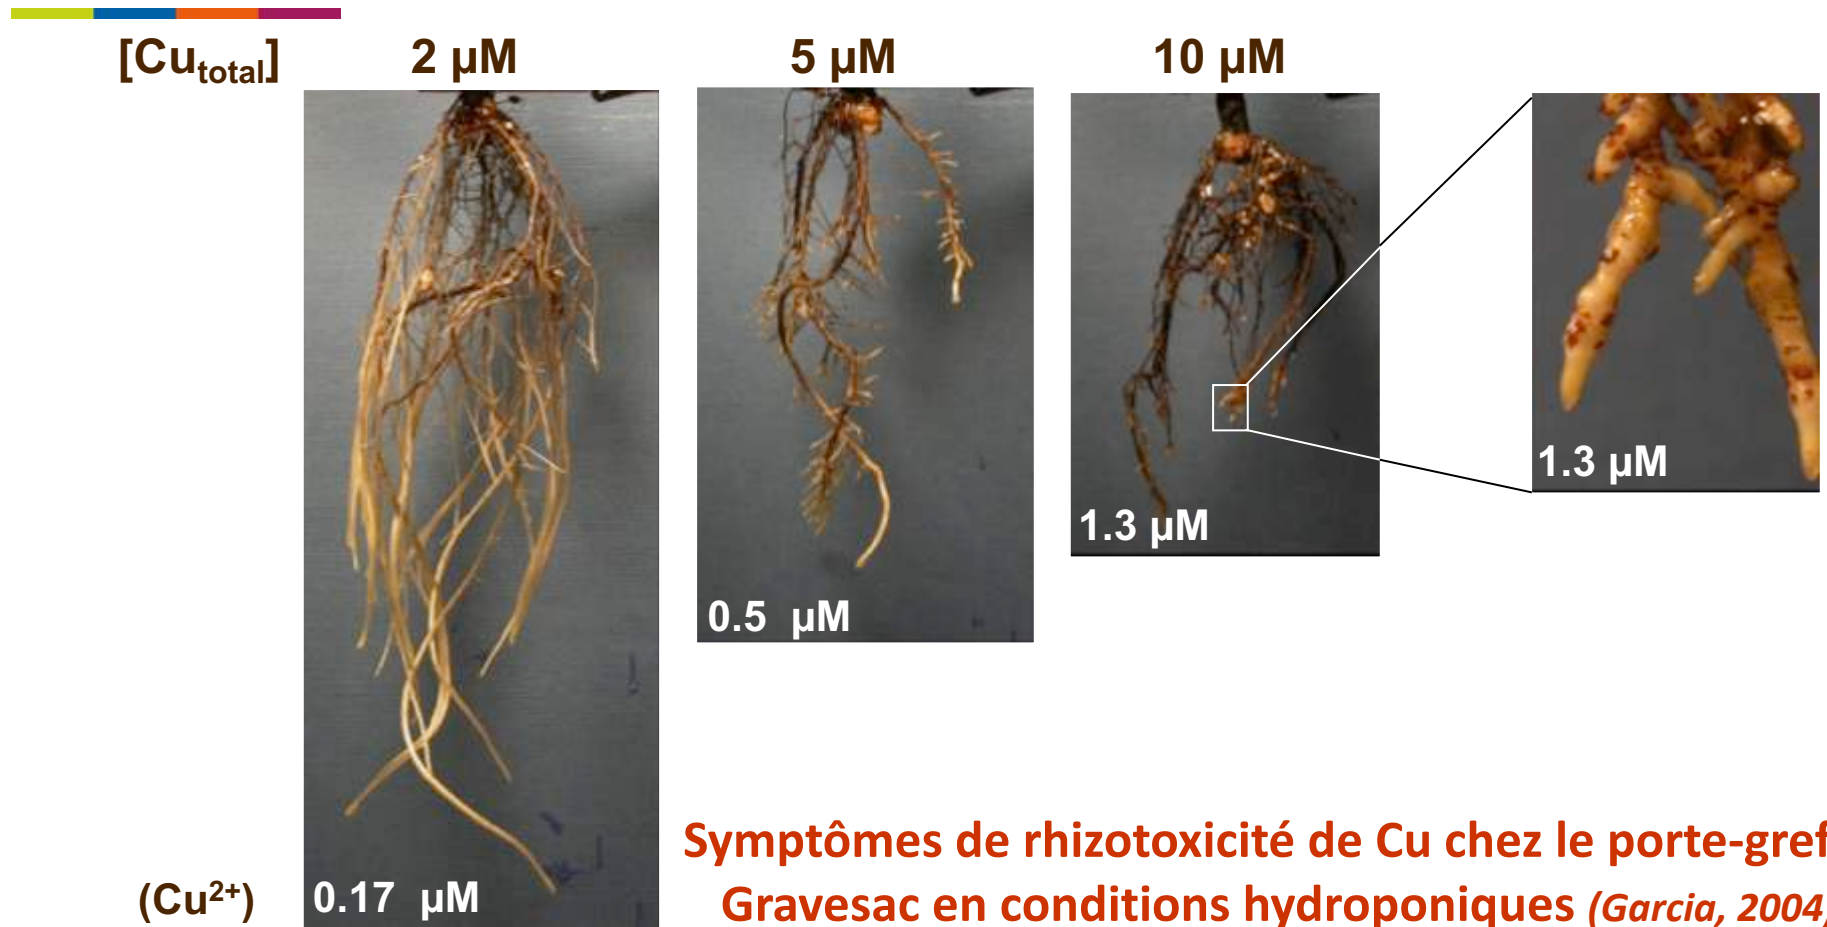 [Cu_total] 2 µM 5 µM 10 µM
1.3 µM
1.3 µM
0.5 µM
Symptômes de rhizotoxicité de Cu chez le porte-gref
Gravesac en conditions hydroponiques (Garcia, 2004
(Cu²⁺) 0.17 µM